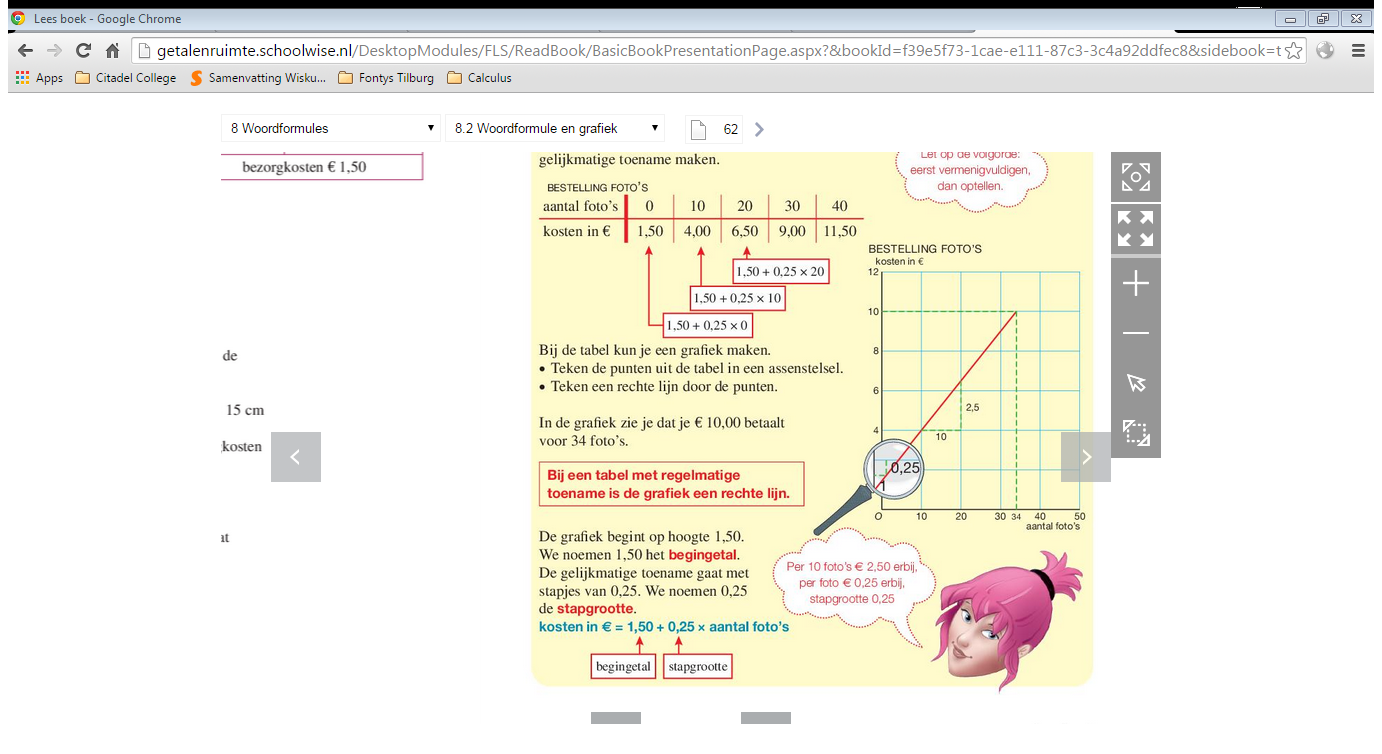 Lees boek - Google Chrome
getalenruimte.schoolwise.nl/DesktopModules/FLS/ReadBook/BasicBookPresentationPage.aspx?&bookId=f39e5f73-1cae-e111-87c3-3c4a92ddfec8&sidebook=t
Apps Citadel College Samenvatting Wisku... Fontys Tilburg Calculus
8 Woordformules 8.2 Woordformule en grafiek 62
bezorgkosten € 1,50
de
15 cm
kosten
at
gelijkmatige toename maken.
Let op de volgorde:
eerst vermenigvuldigen,
dan optellen.
BESTELLING FOTO'S
aantal foto's 0 10 20 30 40
kosten in € 1,50 4,00 6,50 9,00 11,50
1,50 + 0,25 × 20
1,50 + 0,25 × 10
1,50 + 0,25 × 0
Bij de tabel kun je een grafiek maken.
• Teken de punten uit de tabel in een assenstelsel.
• Teken een rechte lijn door de punten.
In de grafiek zie je dat je € 10,00 betaalt
voor 34 foto's.
Bij een tabel met regelmatige
toename is de grafiek een rechte lijn.
BESTELLING FOTO'S
kosten in €
12
10
8
6
4
2,5
10
0,25
1
O 10 20 30 34 40 50
aantal foto's
De grafiek begint op hoogte 1,50.
We noemen 1,50 het begingetal.
De gelijkmatige toename gaat met
stapjes van 0,25. We noemen 0,25
de stapgrootte.
kosten in € = 1,50 + 0,25 × aantal foto's
begingetal stapgrootte
Per 10 foto's € 2,50 erbij,
per foto € 0,25 erbij,
stapgrootte 0,25